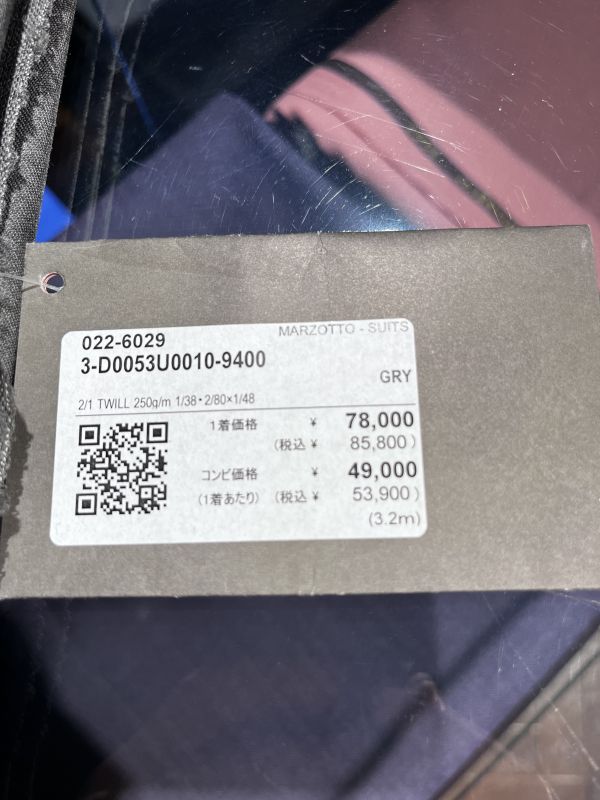 022-6029
MARZOTTO - SUITS
3-D0053U0010-9400
GRY
2/1 TWILL 250g/m 1/38・2/80×1/48
1着価格 ¥ 78,000
(税込 ¥ 85,800 )
コンビ価格 ¥ 49,000
(1着あたり) (税込 ¥ 53,900 )
(3.2m)